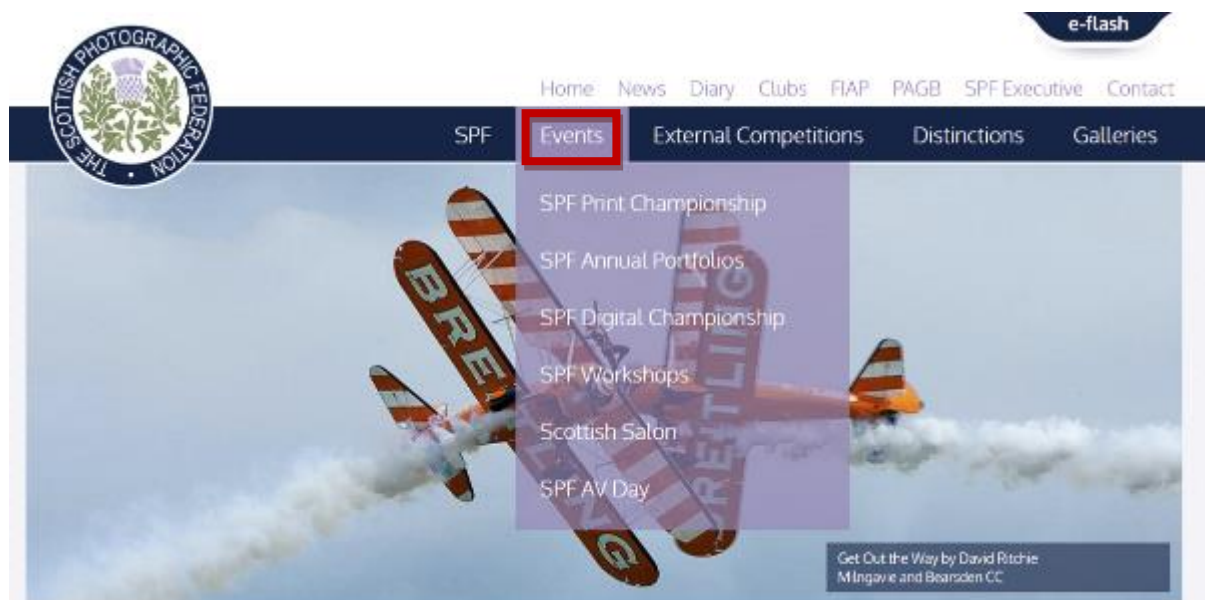 e-flash
THE SCOTTISH PHOTOGRAPHIC FEDERATION
Home News Diary Clubs FIAP PAGB SPF Executive Contact
SPF Events External Competitions Distinctions Galleries
SPF Print Championship
SPF Annual Portfolios
SPF Digital Championship
SPF Workshops
Scottish Salon
SPF AV Day
BREITLING
BREITLING
Get Out the Way by David Ritchie
Milngavie and Bearsden CC